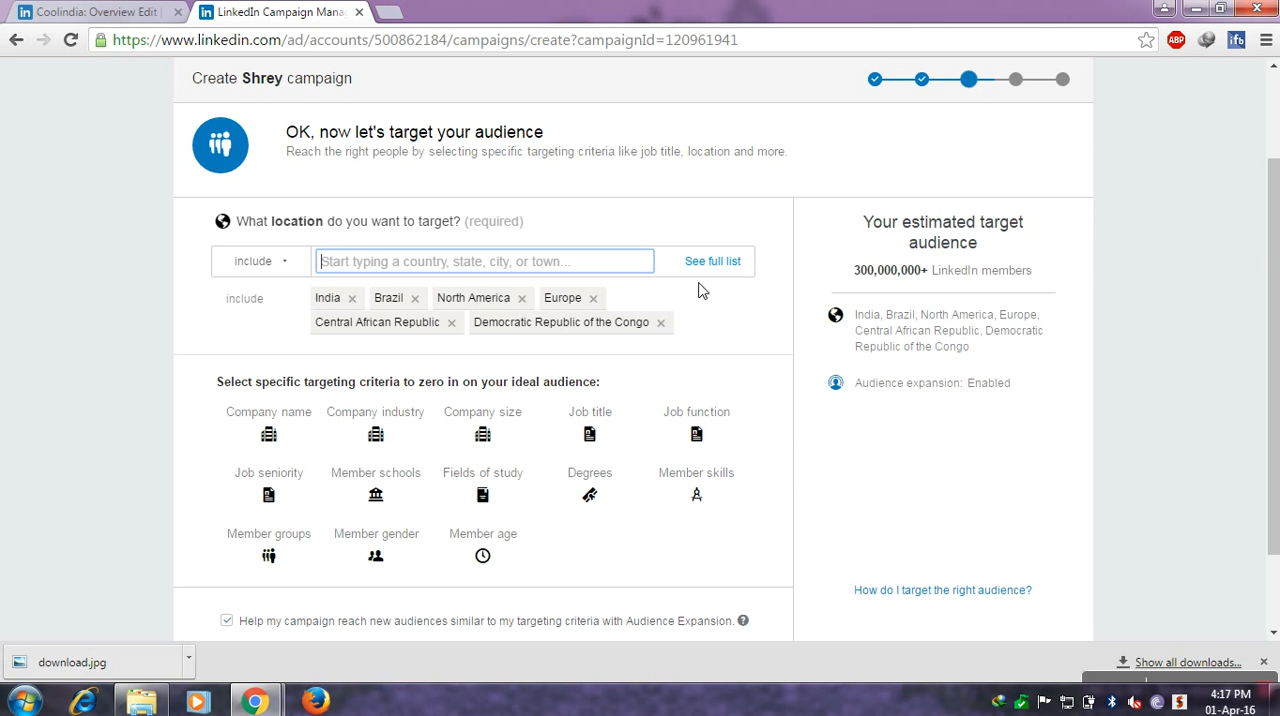 Coolindia: Overview Edit
LinkedIn Campaign Mana
https://www.linkedin.com/ad/accounts/500862184/campaigns/create?campaignId=120961941
ABP
ifb
Create Shrey campaign
OK, now let's target your audience
Reach the right people by selecting specific targeting criteria like job title, location and more.
What location do you want to target? (required)
include
Start typing a country, state, city, or town...
See full list
include
India
Brazil
North America
Europe
Central African Republic
Democratic Republic of the Congo
Select specific targeting criteria to zero in on your ideal audience:
Company name
Company industry
Company size
Job title
Job function
Job seniority
Member schools
Fields of study
Degrees
Member skills
Member groups
Member gender
Member age
Help my campaign reach new audiences similar to my targeting criteria with Audience Expansion.
Your estimated target
audience
300,000,000+ LinkedIn members
India, Brazil, North America, Europe,
Central African Republic, Democratic
Republic of the Congo
Audience expansion: Enabled
How do I target the right audience?
download.jpg
Show all downloads...
4:17 PM
01-Apr-16